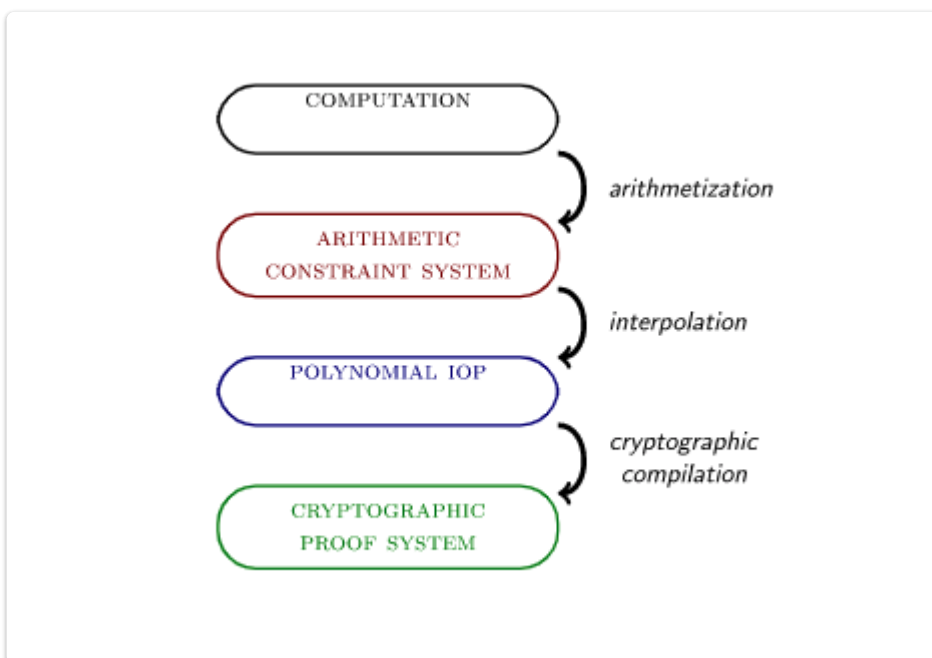 COMPUTATION
arithmetization
ARITHMETIC
CONSTRAINT SYSTEM
interpolation
POLYNOMIAL IOP
cryptographic
compilation
CRYPTOGRAPHIC
PROOF SYSTEM